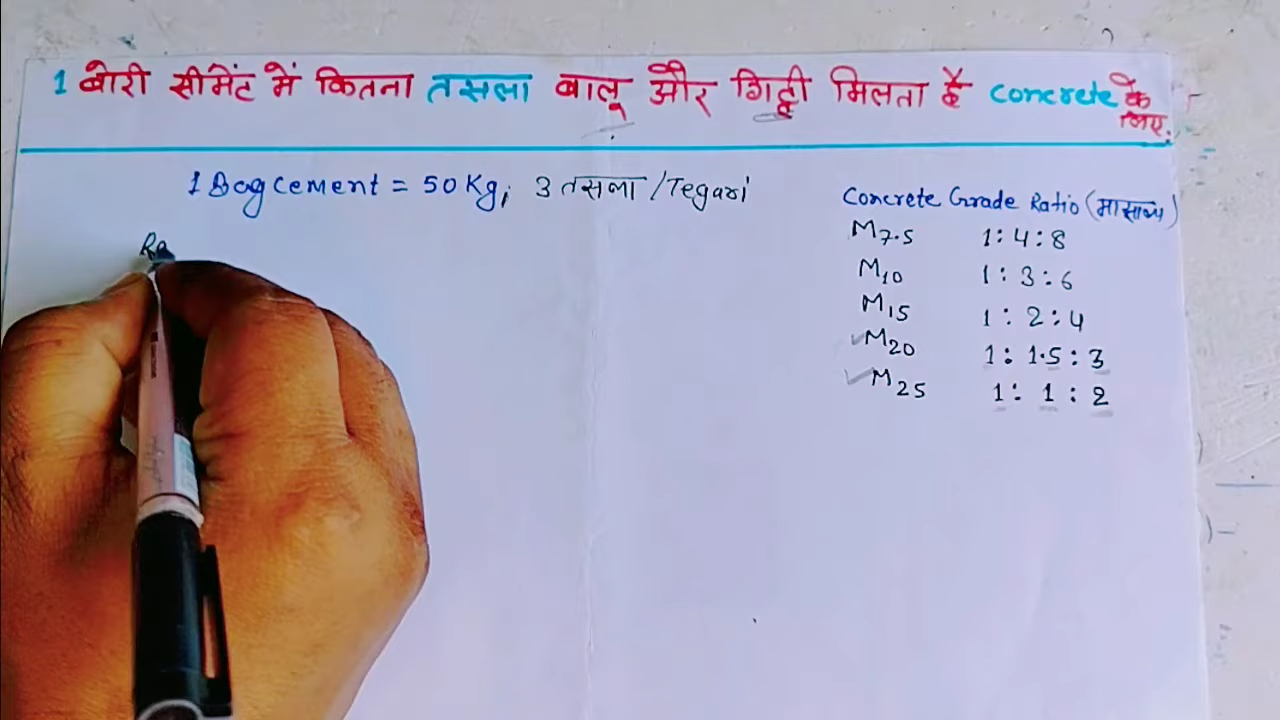 1 बोरी सीमेंट में कितना तसला बालू और गिट्टी मिलता है concrete के लिए.
1 Bag Cement = 50 Kg, 3 तसला / Tegari
Concrete Grade Ratio (मासाला)
M7.5 1:4:8
M10 1:3:6
M15 1:2:4
M20 1:1.5:3
M25 1:1:2